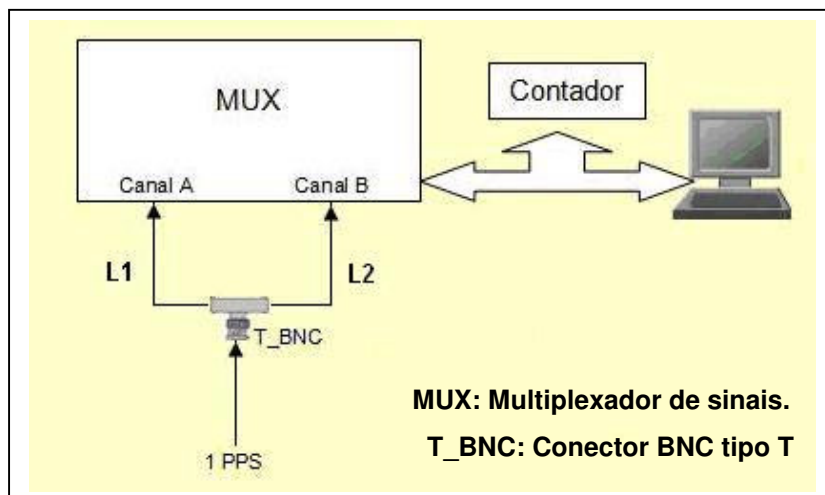 MUX
Contador
Canal A
Canal B
L1
L2
T_BNC
MUX: Multiplexador de sinais.
T_BNC: Conector BNC tipo T
1 PPS